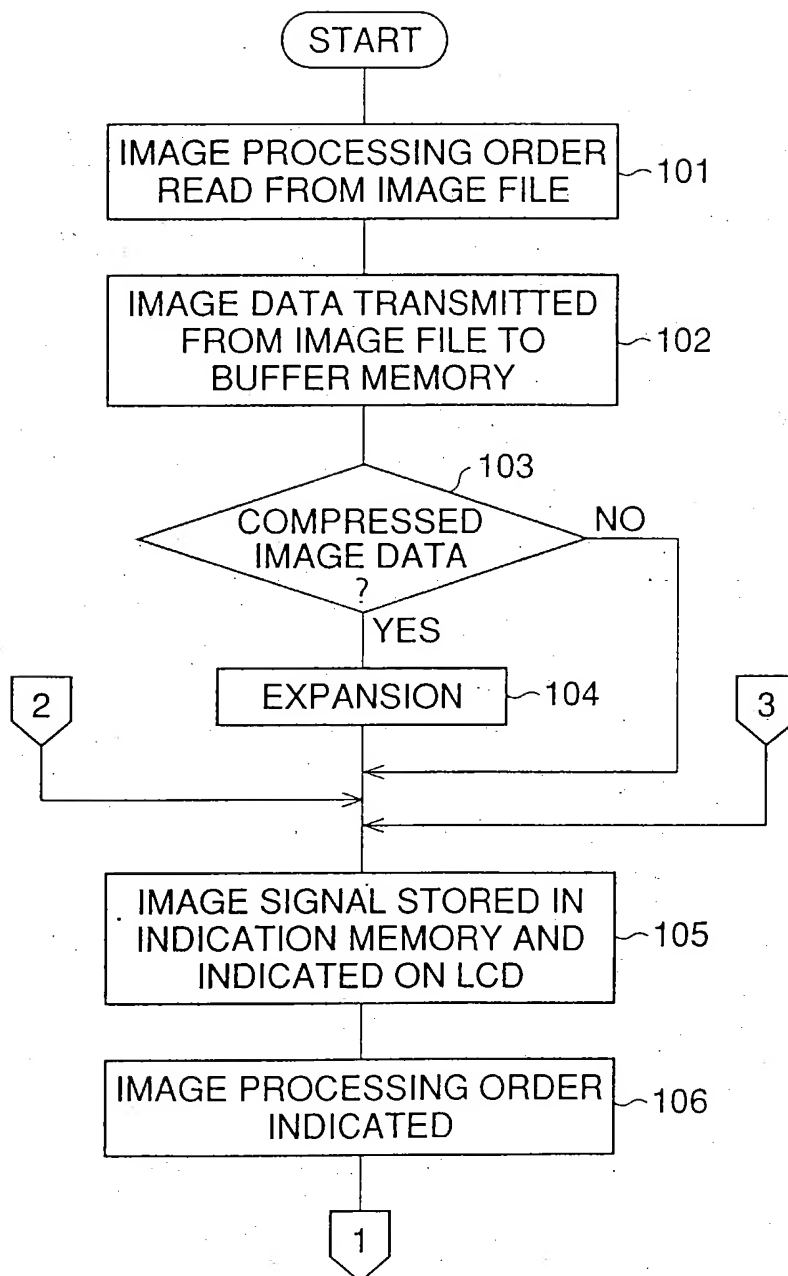 START
IMAGE PROCESSING ORDER
READ FROM IMAGE FILE
101
IMAGE DATA TRANSMITTED
FROM IMAGE FILE TO
BUFFER MEMORY
102
103
COMPRESSED
IMAGE DATA
?
NO
YES
EXPANSION
104
2
3
IMAGE SIGNAL STORED IN
INDICATION MEMORY AND
INDICATED ON LCD
105
IMAGE PROCESSING ORDER
INDICATED
106
1